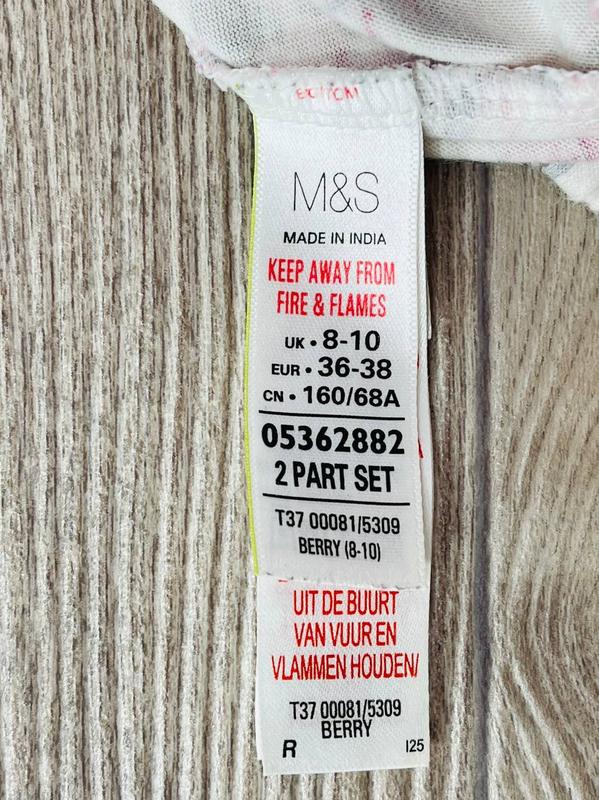 BOTTOM
M&S
MADE IN INDIA
KEEP AWAY FROM
FIRE & FLAMES
UK • 8-10
EUR • 36-38
CN • 160/68A
05362882
2 PART SET
T37 00081/5309
BERRY (8-10)
UIT DE BUURT
VAN VUUR EN
VLAMMEN HOUDEN/
T37 00081/5309
BERRY
R I25